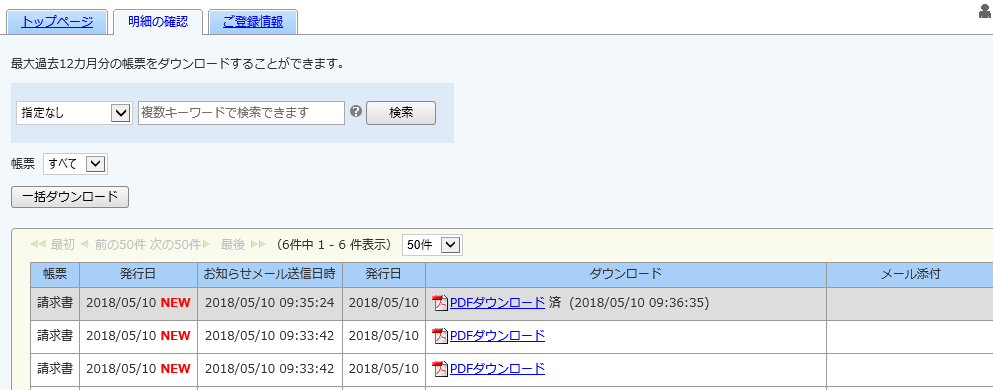 トップページ 明細の確認 ご登録情報
最大過去12カ月分の帳票をダウンロードすることができます。
指定なし 複数キーワードで検索できます ? 検索
帳票 すべて
一括ダウンロード
最初 前の50件 次の50件 最後 (6件中 1 - 6 件表示) 50件
帳票 発行日 お知らせメール送信日時 発行日 ダウンロード メール添付
請求書 2018/05/10 NEW 2018/05/10 09:35:24 2018/05/10 PDFダウンロード 済 (2018/05/10 09:36:35)
請求書 2018/05/10 NEW 2018/05/10 09:33:42 2018/05/10 PDFダウンロード
請求書 2018/05/10 NEW 2018/05/10 09:33:42 2018/05/10 PDFダウンロード